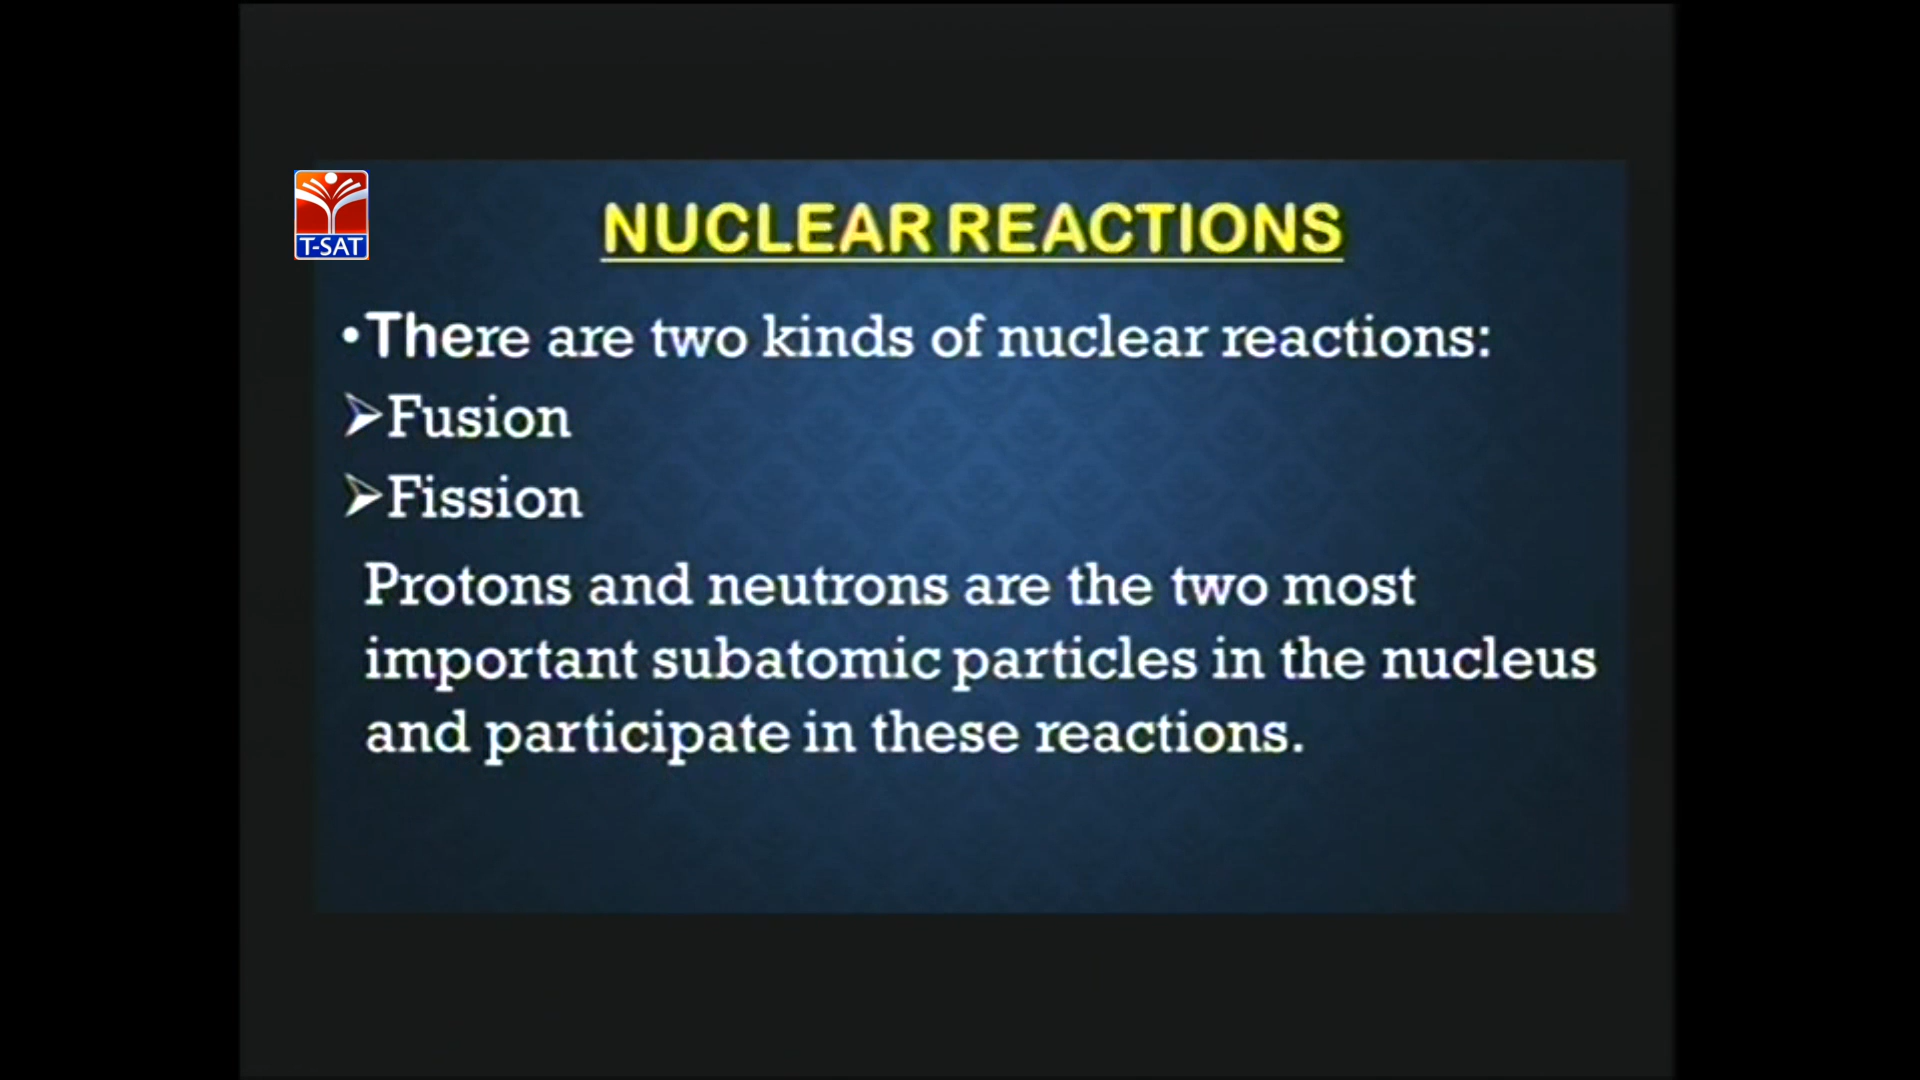 T-SAT
NUCLEAR REACTIONS
•There are two kinds of nuclear reactions:
➢Fusion
➢Fission
Protons and neutrons are the two most
important subatomic particles in the nucleus
and participate in these reactions.